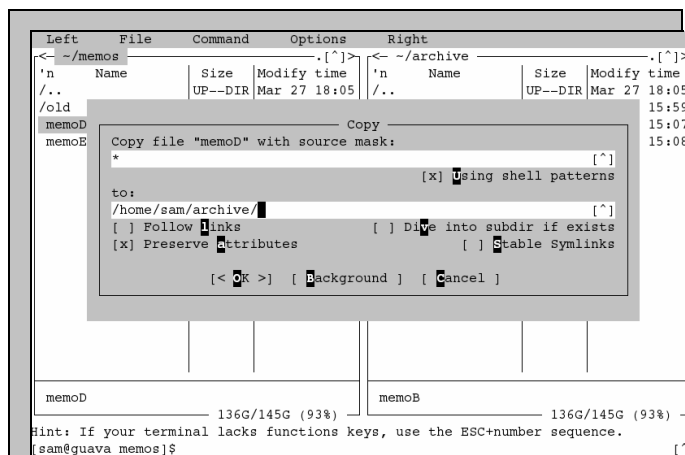 Left File Command Options Right
<- ~/memos .[^]> <- ~/archive .[^]>
'n Name Size Modify time 'n Name Size Modify time
/.. UP--DIR Mar 27 18:05 /.. UP--DIR Mar 27 18:05
/old 15:59
memoD Copy 15:07
memoE Copy file "memoD" with source mask: 15:08
* [^]
[x] Using shell patterns
to:
/home/sam/archive/ [^]
[ ] Follow links [ ] Dive into subdir if exists
[x] Preserve attributes [ ] Stable Symlinks
[< OK >] [ Background ] [ Cancel ]
memoD memoB
136G/145G (93%) 136G/145G (93%)
Hint: If your terminal lacks functions keys, use the ESC+number sequence.
[sam@guava memos]$ [^